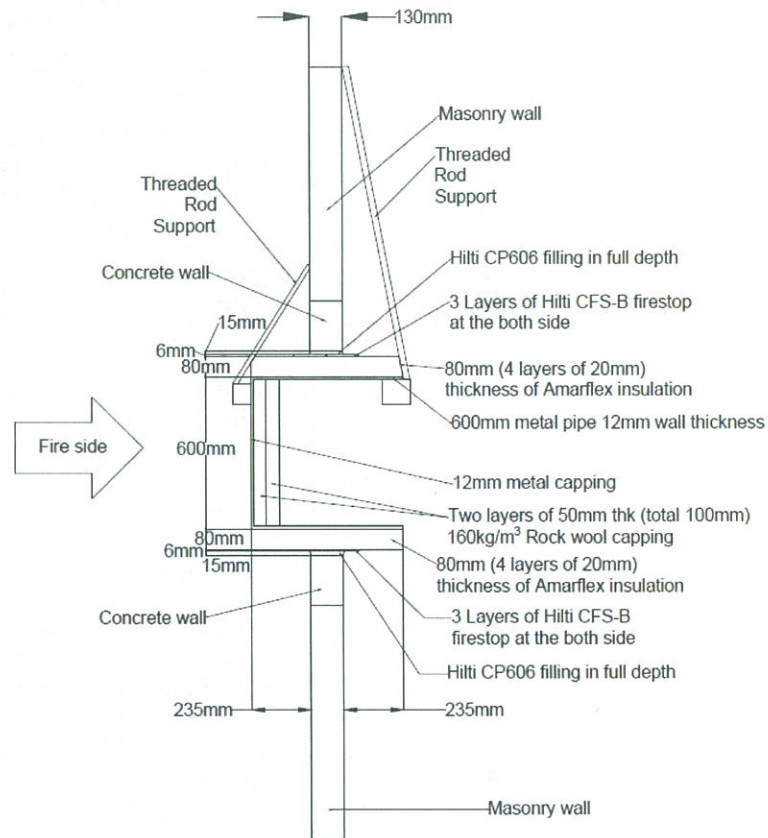 130mm
Masonry wall
Threaded
Rod
Support
Threaded
Rod
Support
Hilti CP606 filling in full depth
Concrete wall
3 Layers of Hilti CFS-B firestop
at the both side
15mm
6mm
80mm
80mm (4 layers of 20mm)
thickness of Amarflex insulation
600mm metal pipe 12mm wall thickness
Fire side
600mm
12mm metal capping
Two layers of 50mm thk (total 100mm)
160kg/m³ Rock wool capping
80mm
6mm
15mm
80mm (4 layers of 20mm)
thickness of Amarflex insulation
Concrete wall
3 Layers of Hilti CFS-B
firestop at the both side
Hilti CP606 filling in full depth
235mm
235mm
Masonry wall